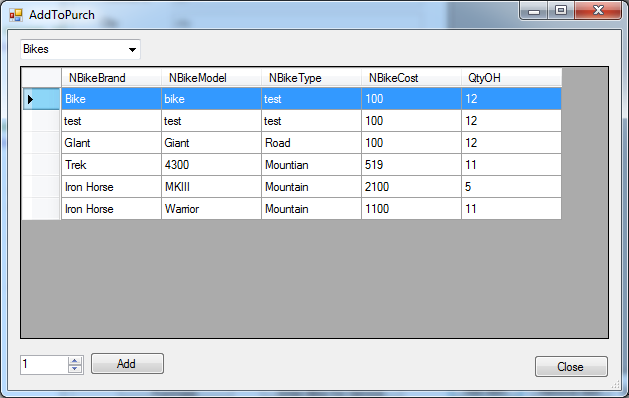 AddToPurch
Bikes
NBikeBrand NBikeModel NBikeType NBikeCost QtyOH
Bike bike test 100 12
test test test 100 12
GIant Giant Road 100 12
Trek 4300 Mountian 519 11
Iron Horse MKIII Mountain 2100 5
Iron Horse Warrior Mountain 1100 11
1 Add Close